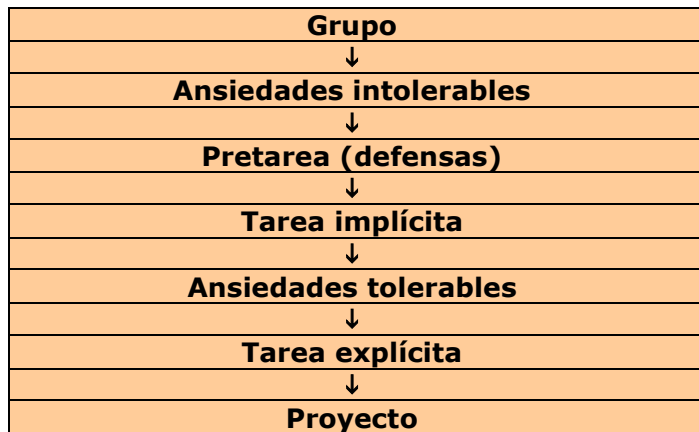 Grupo
↓
Ansiedades intolerables
↓
Pretarea (defensas)
↓
Tarea implícita
↓
Ansiedades tolerables
↓
Tarea explícita
↓
Proyecto